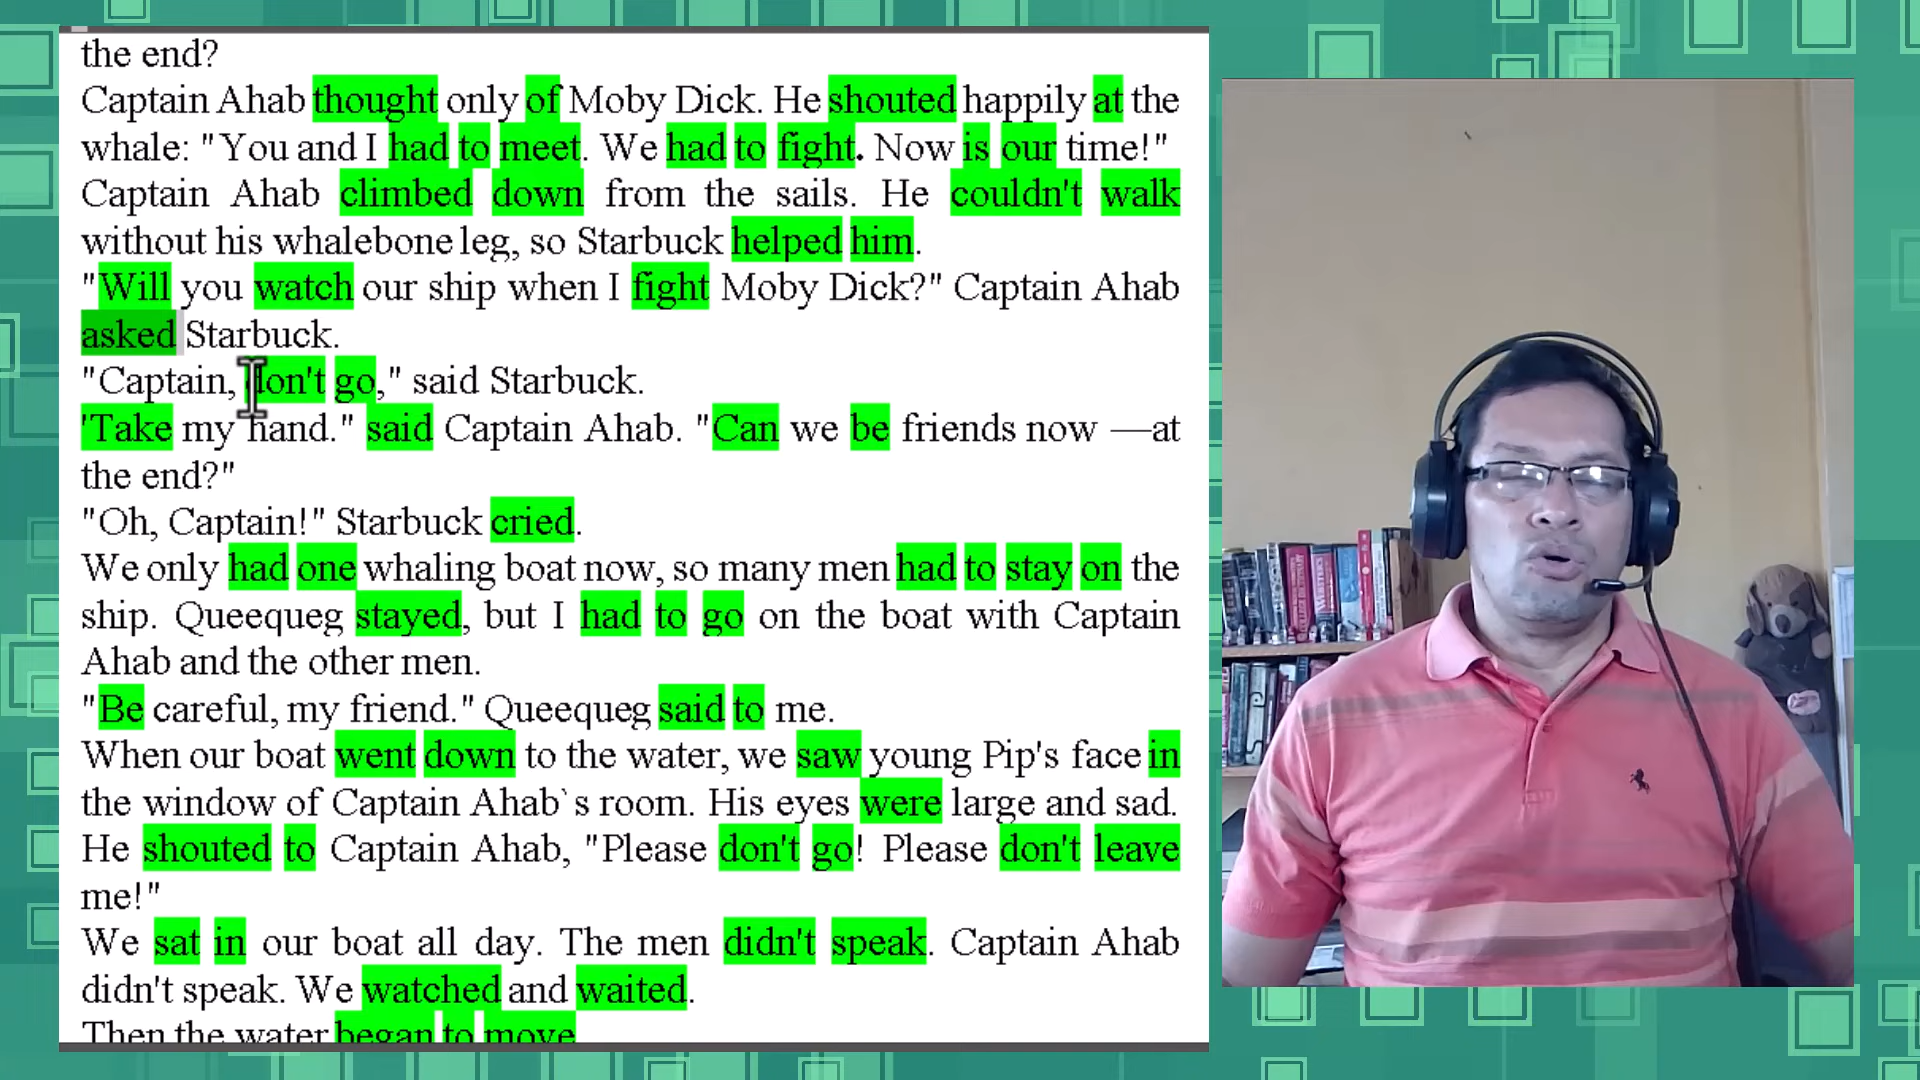 the end?
Captain Ahab thought only of Moby Dick. He shouted happily at the
whale: "You and I had to meet. We had to fight. Now is our time!"
Captain Ahab climbed down from the sails. He couldn't walk
without his whalebone leg, so Starbuck helped him.
"Will you watch our ship when I fight Moby Dick?" Captain Ahab
asked Starbuck.
"Captain, don't go," said Starbuck.
'Take my hand." said Captain Ahab. "Can we be friends now —at
the end?"
"Oh, Captain!" Starbuck cried.
We only had one whaling boat now, so many men had to stay on the
ship. Queequeg stayed, but I had to go on the boat with Captain
Ahab and the other men.
"Be careful, my friend." Queequeg said to me.
When our boat went down to the water, we saw young Pip's face in
the window of Captain Ahab`s room. His eyes were large and sad.
He shouted to Captain Ahab, "Please don't go! Please don't leave
me!"
We sat in our boat all day. The men didn't speak. Captain Ahab
didn't speak. We watched and waited.
Then the water began to move